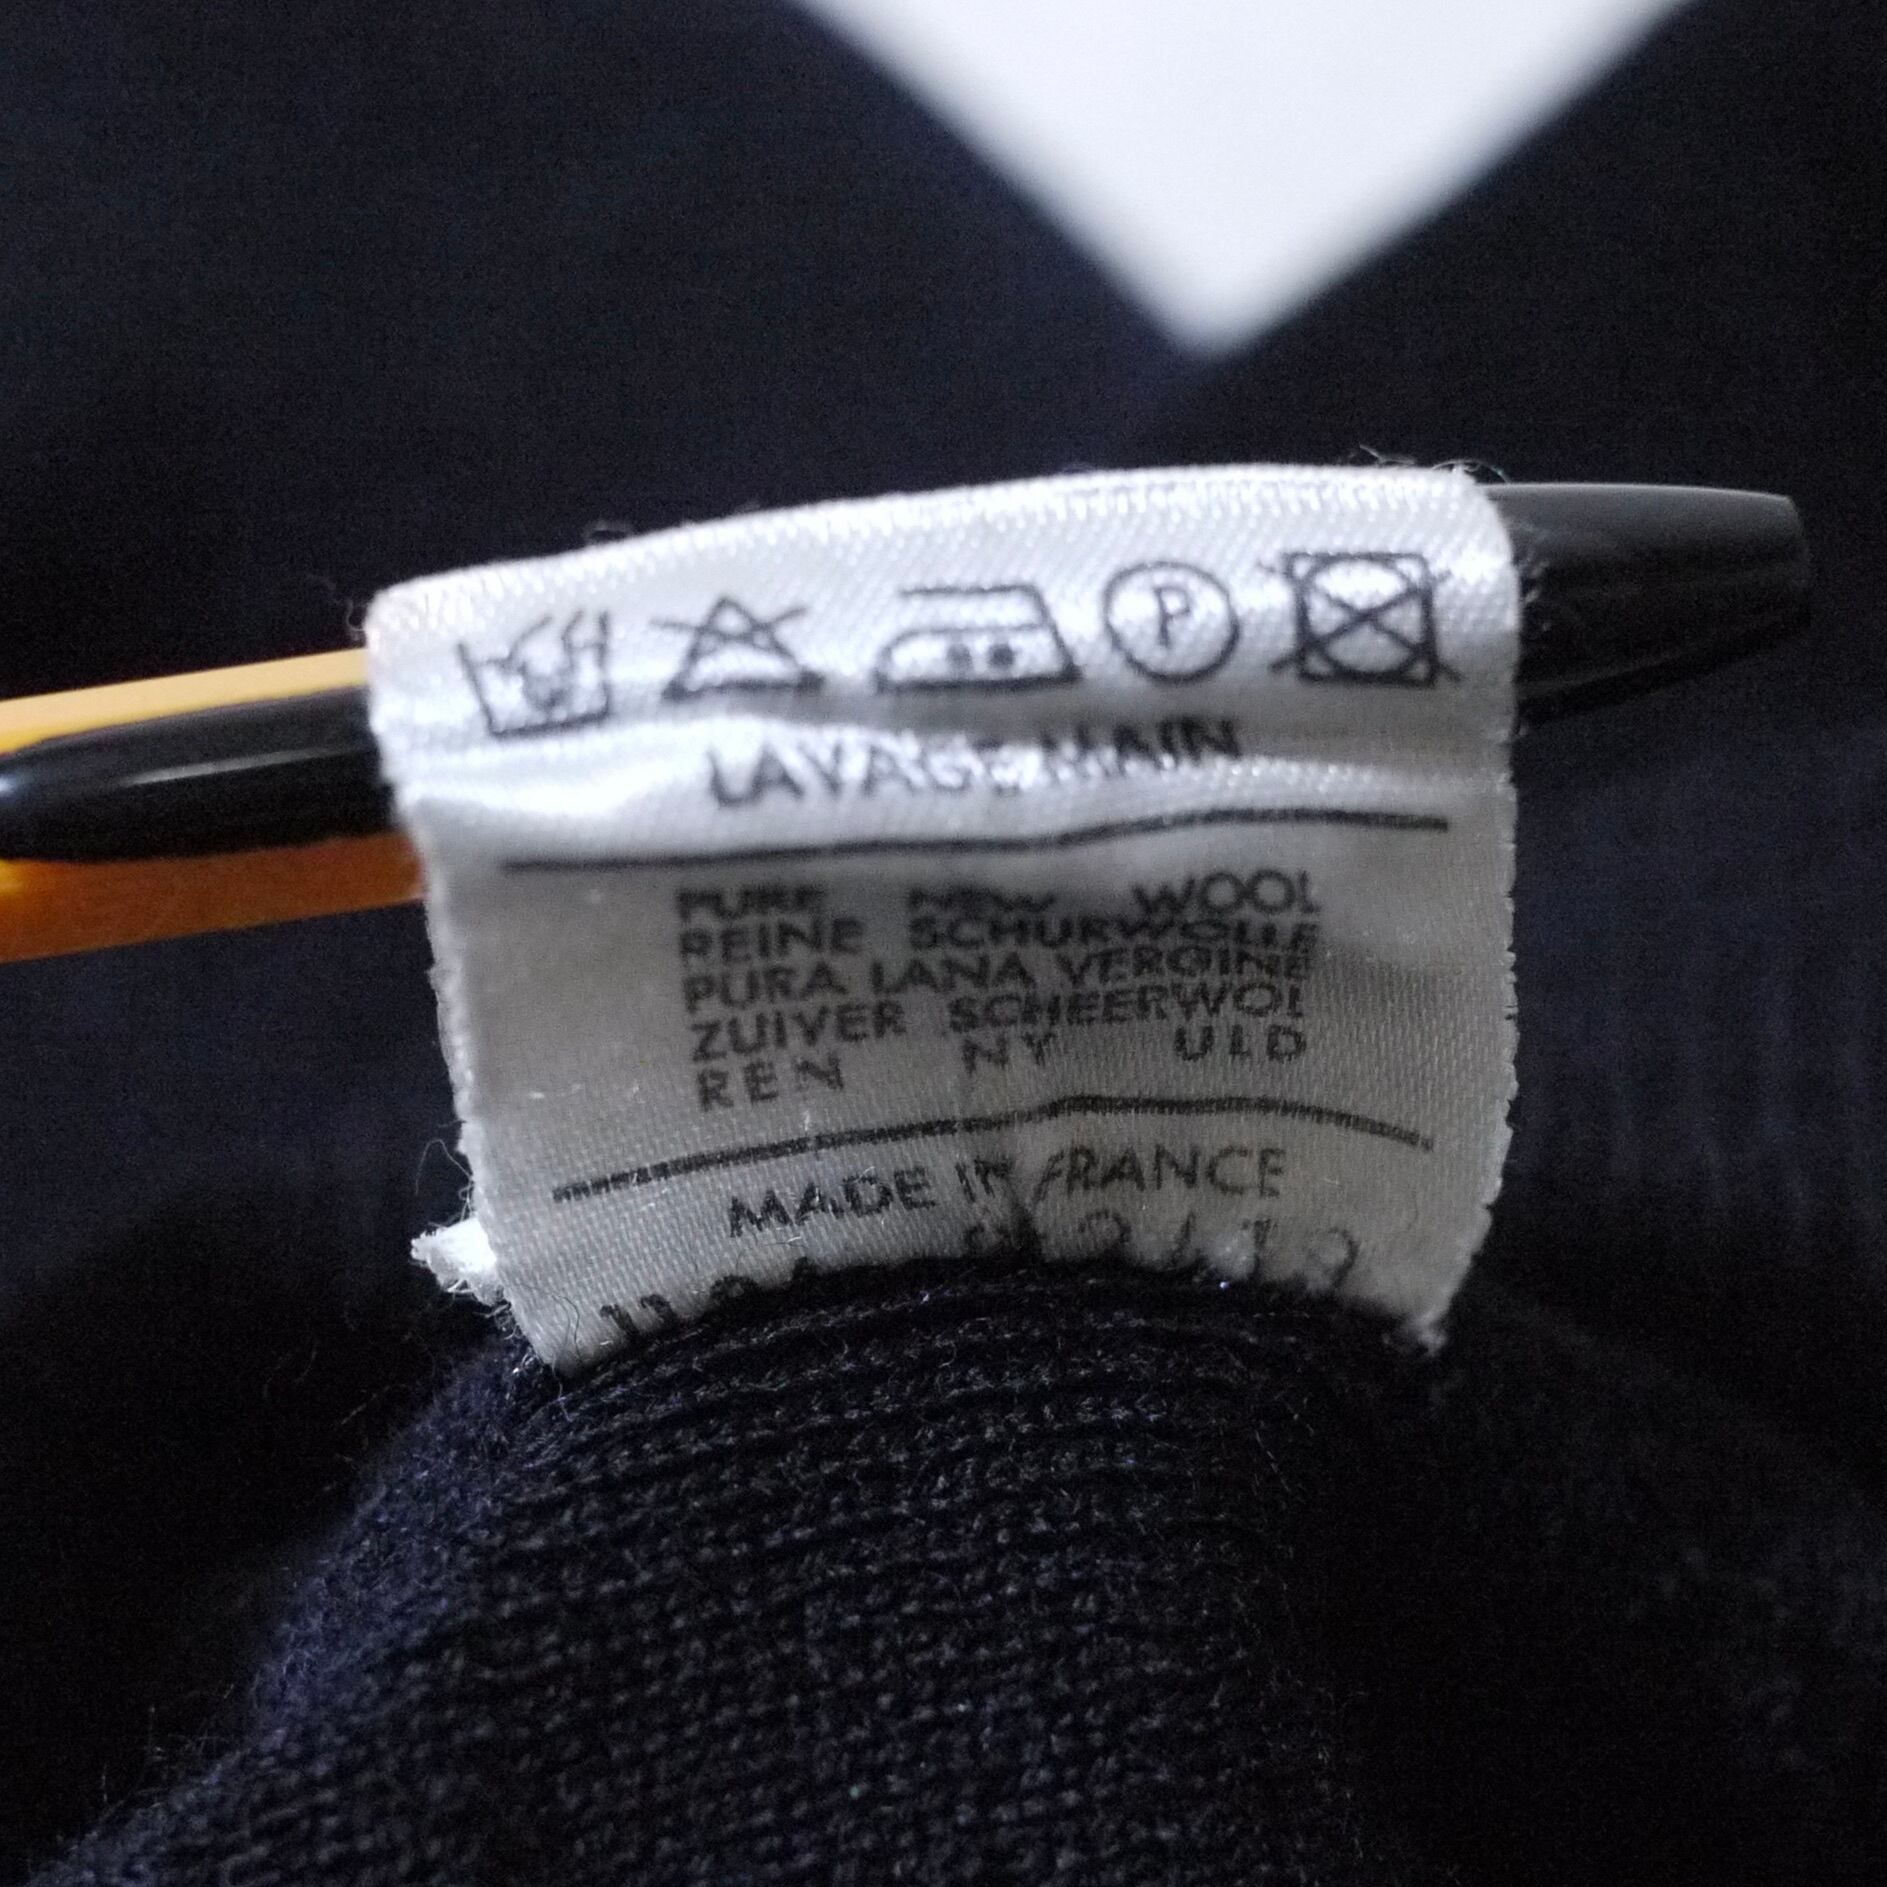 P
LAVAGE MAIN
PURE NEW WOOL
REINE SCHURWOLLE
PURA LANA VERGINE
ZUIVER SCHEERWOL
REN NY ULD
MADE IN FRANCE